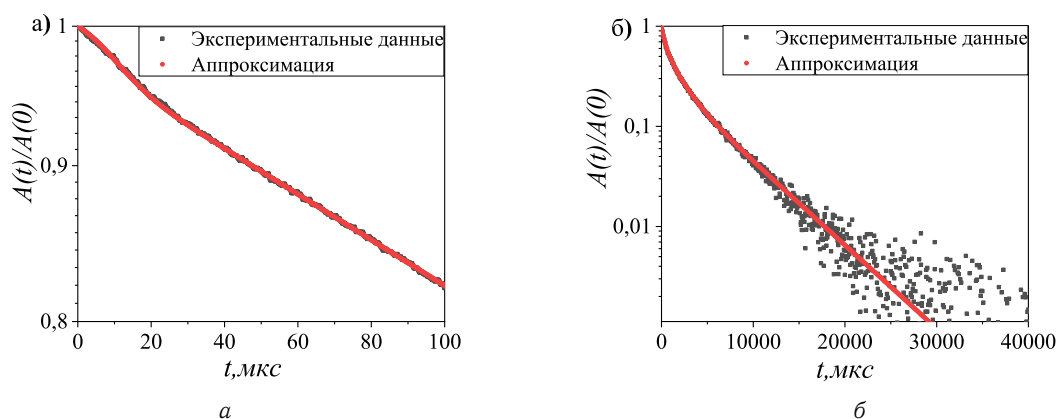 а)
1
Экспериментальные данные
Аппроксимация
A(t)/A(0)
0,9
0,8
0
20
40
60
80
100
t,мкс
а
б)
1
Экспериментальные данные
Аппроксимация
A(t)/A(0)
0,1
0,01
0
10000
20000
30000
40000
t,мкс
б